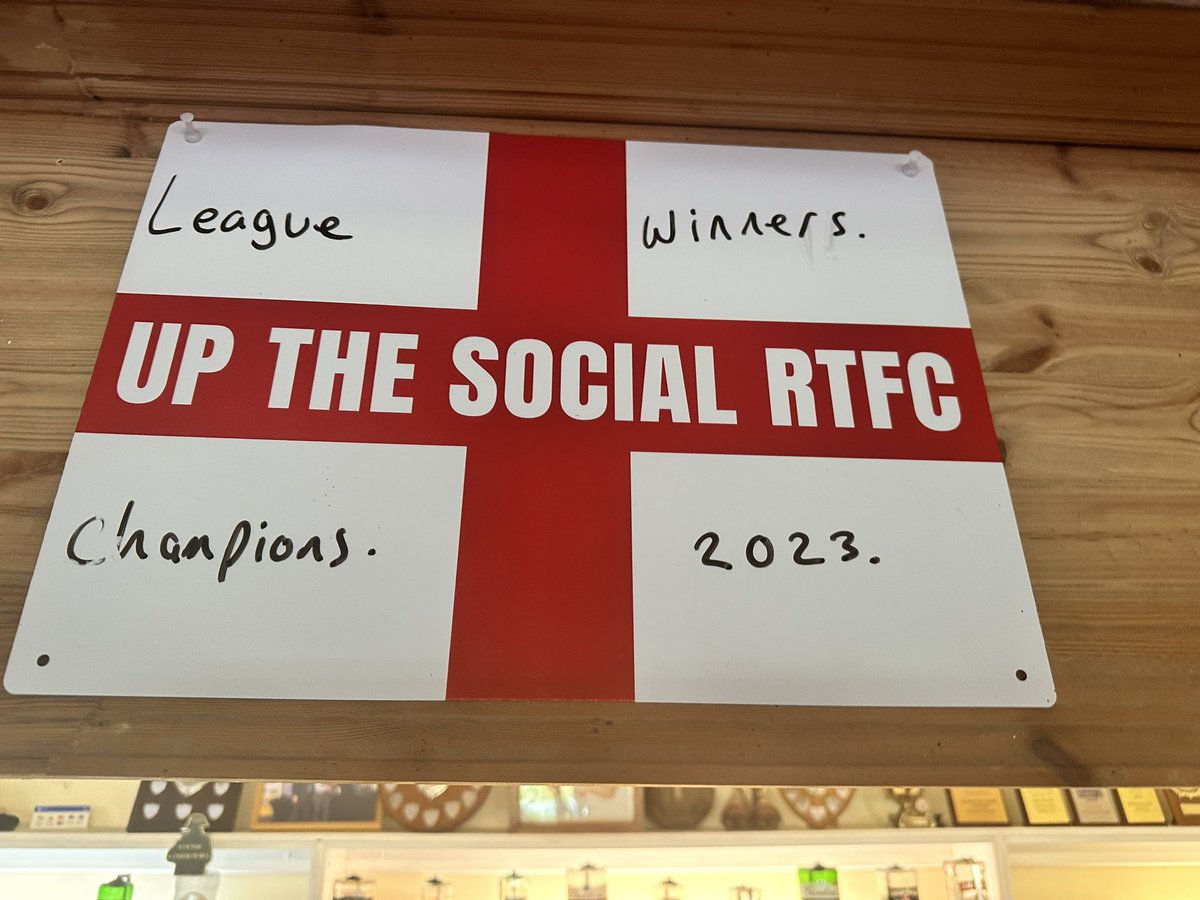 League Winners.
UP THE SOCIAL RTFC
Champions. 2023.